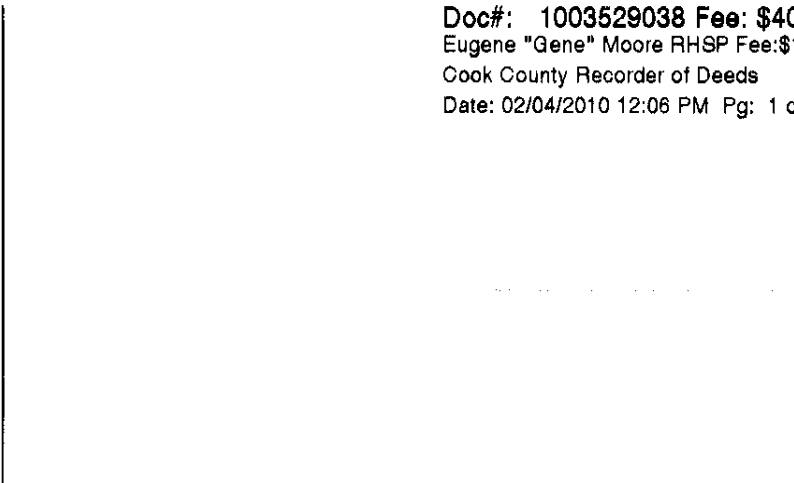 Doc#: 1003529038 Fee: $40
Eugene "Gene" Moore RHSP Fee:$1
Cook County Recorder of Deeds
Date: 02/04/2010 12:06 PM Pg: 1 o